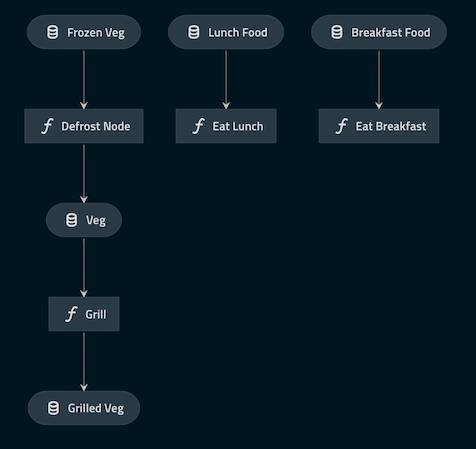 Frozen Veg
Lunch Food
Breakfast Food
Defrost Node
Eat Lunch
Eat Breakfast
Veg
Grill
Grilled Veg